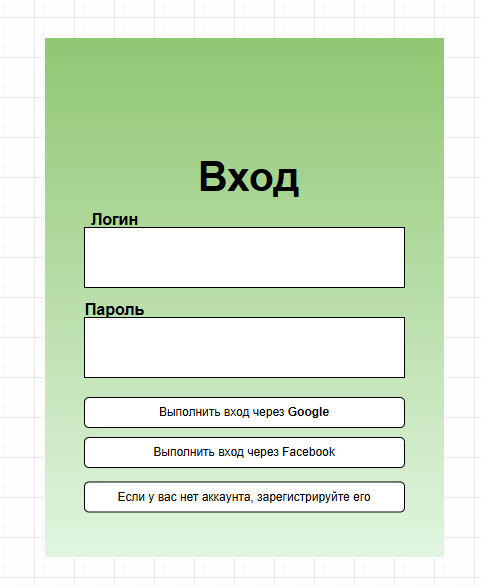 Вход
Логин
Пароль
Выполнить вход через Google
Выполнить вход через Facebook
Если у вас нет аккаунта, зарегистрируйте его